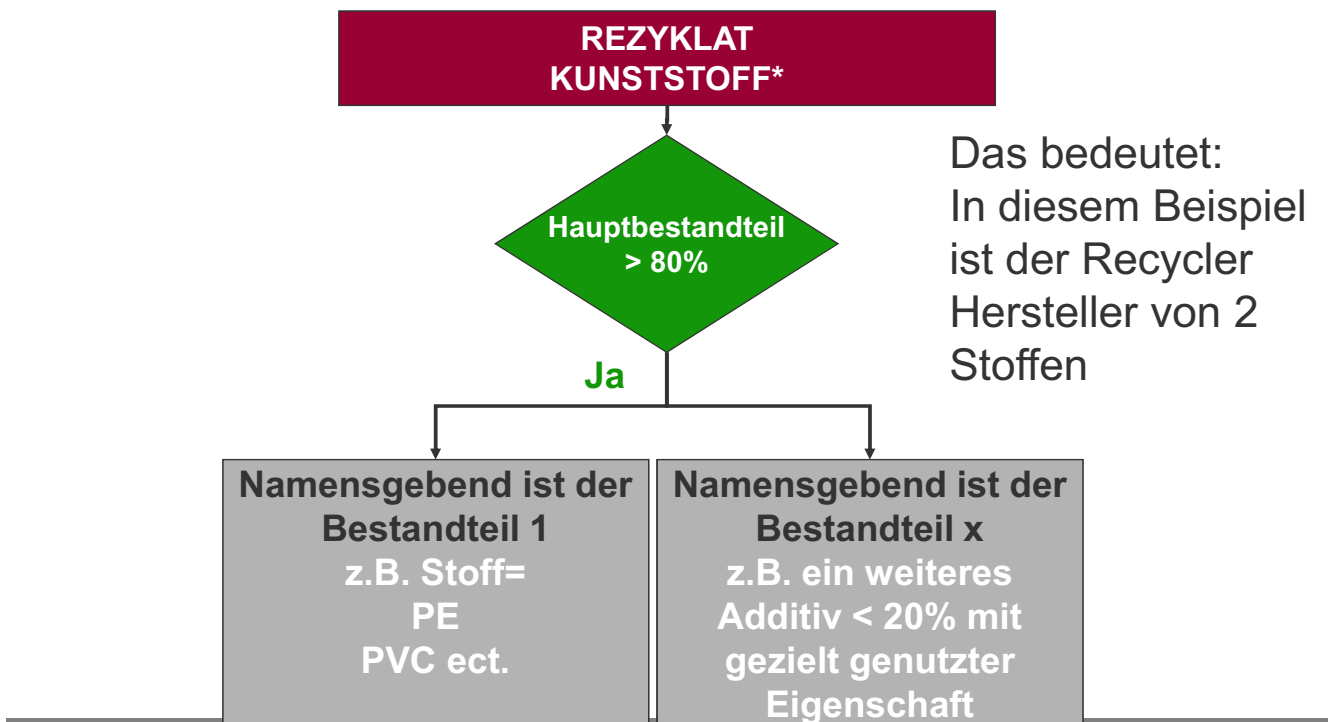 REZYKLAT
KUNSTSTOFF*
Hauptbestandteil
> 80%
Das bedeutet:
In diesem Beispiel
ist der Recycler
Hersteller von 2
Stoffen
Ja
Namensgebend ist der
Bestandteil 1
z.B. Stoff=
PE
PVC ect.
Namensgebend ist der
Bestandteil x
z.B. ein weiteres
Additiv < 20% mit
gezielt genutzter
Eigenschaft